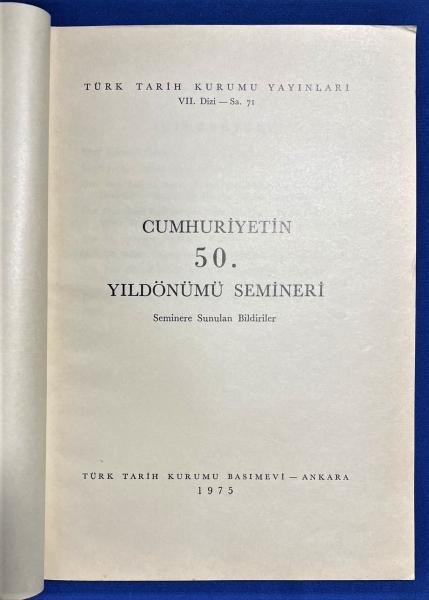 TÜRK TARİH KURUMU YAYINLARI
VII. Dizi — Sa. 71
CUMHURİYETİN
50.
YILDÖNÜMÜ SEMİNERİ
Seminere Sunulan Bildiriler
TÜRK TARİH KURUMU BASIMEVİ — ANKARA
1975